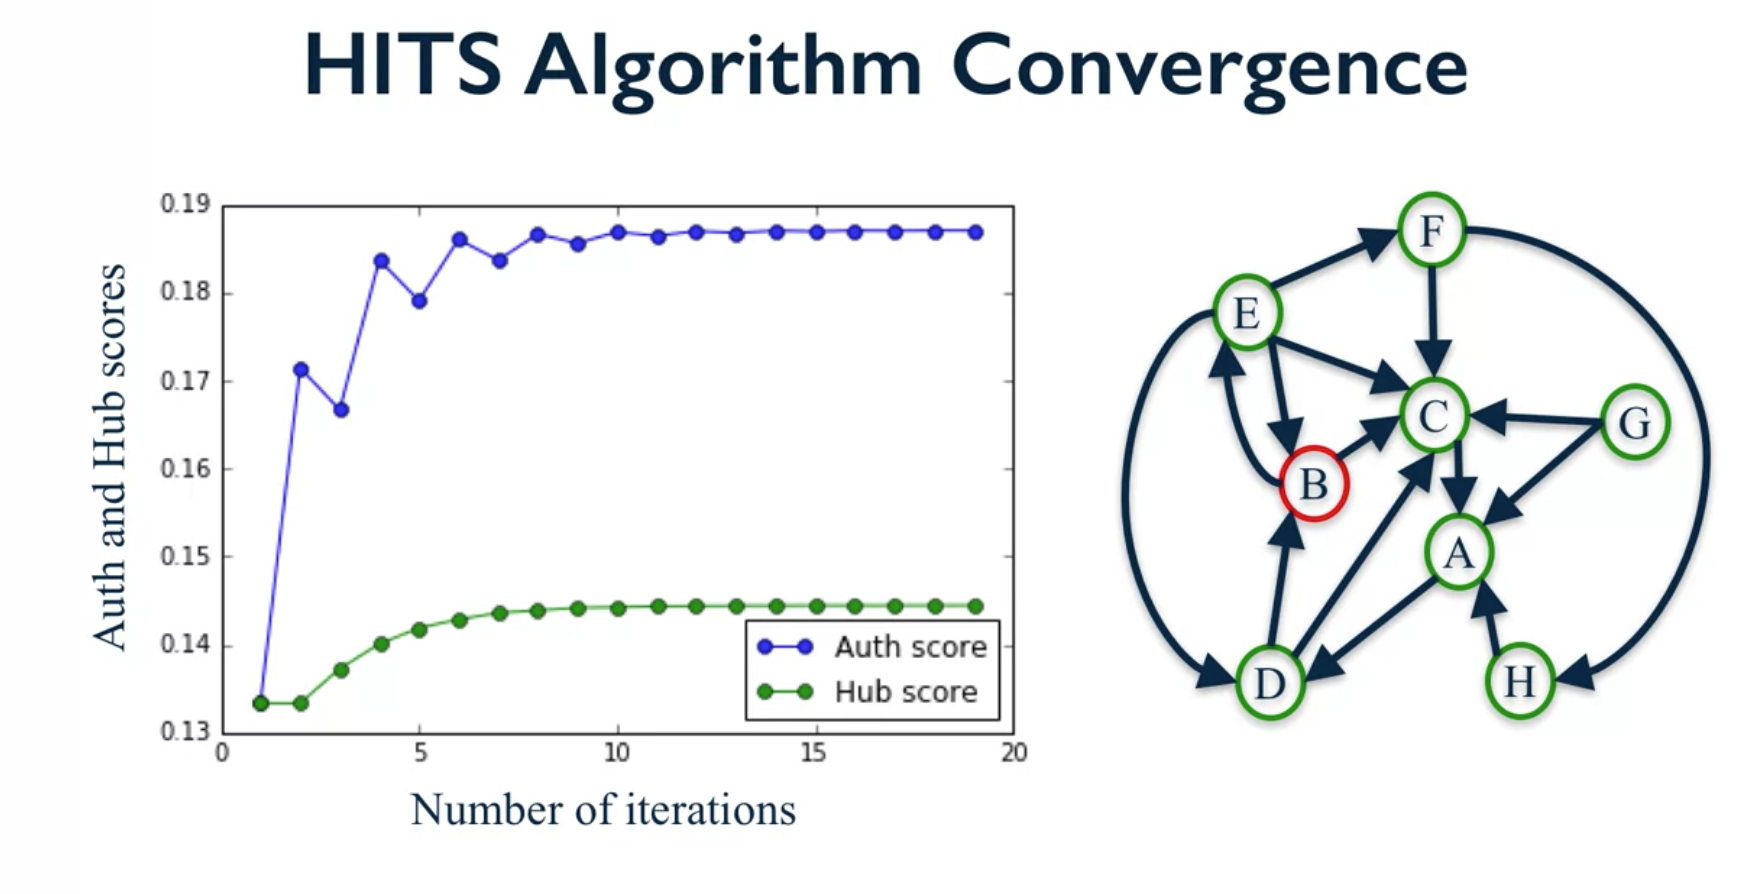 HITS Algorithm Convergence
Auth and Hub scores
0.19
0.18
0.17
0.16
0.15
0.14
0.13
0
5
10
15
20
Auth score
Hub score
Number of iterations
F
E
C
G
B
A
D
H